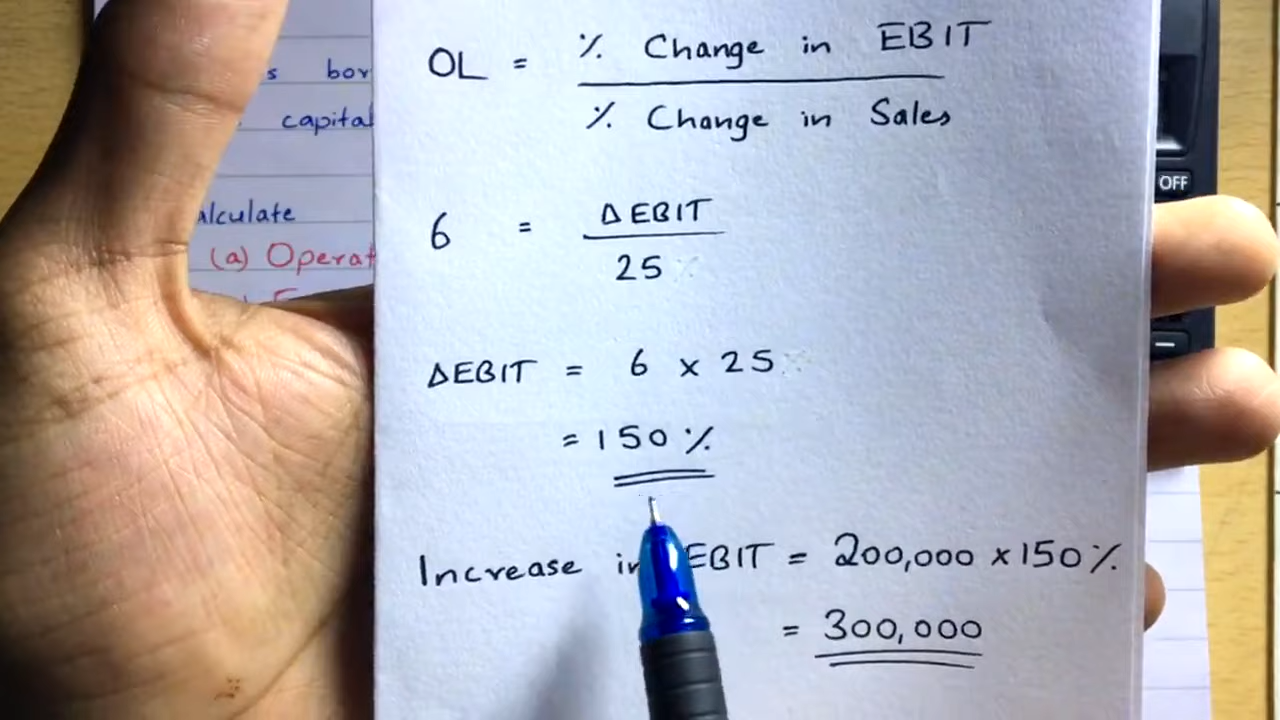 OL = % Change in EBIT
% Change in Sales
6 = ΔEBIT
25 %
ΔEBIT = 6 x 25 %
= 150 %
Increase in EBIT = 200,000 x 150 %
= 300,000
s bor
capital
alculate
(a) Operat
OFF